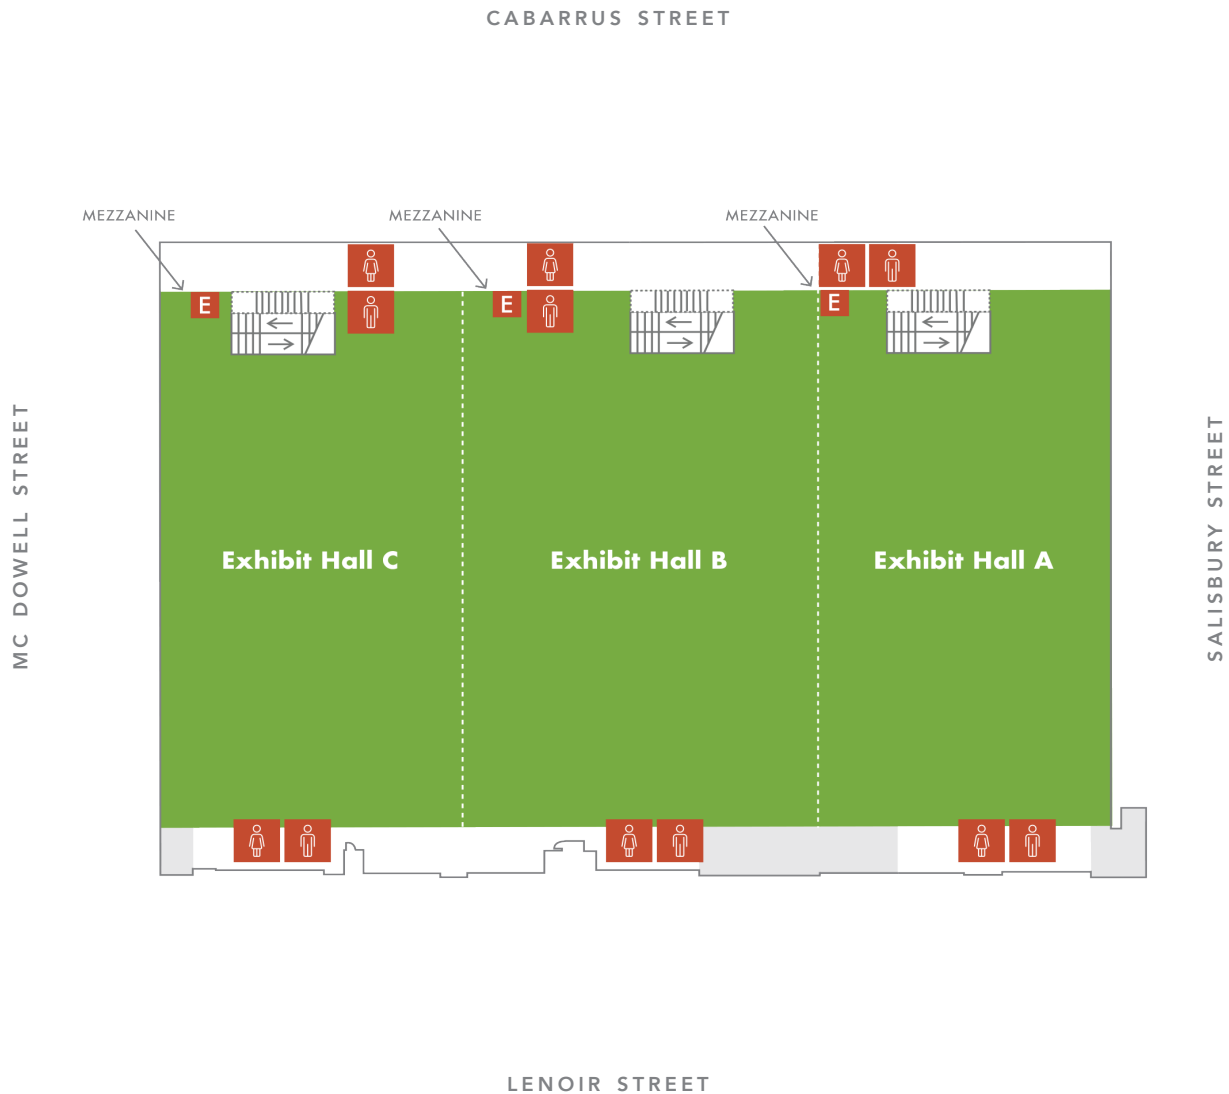 CABARRUS STREET
MEZZANINE
MEZZANINE
MEZZANINE
E
E
E
MC DOWELL STREET
SALISBURY STREET
Exhibit Hall C
Exhibit Hall B
Exhibit Hall A
LENOIR STREET